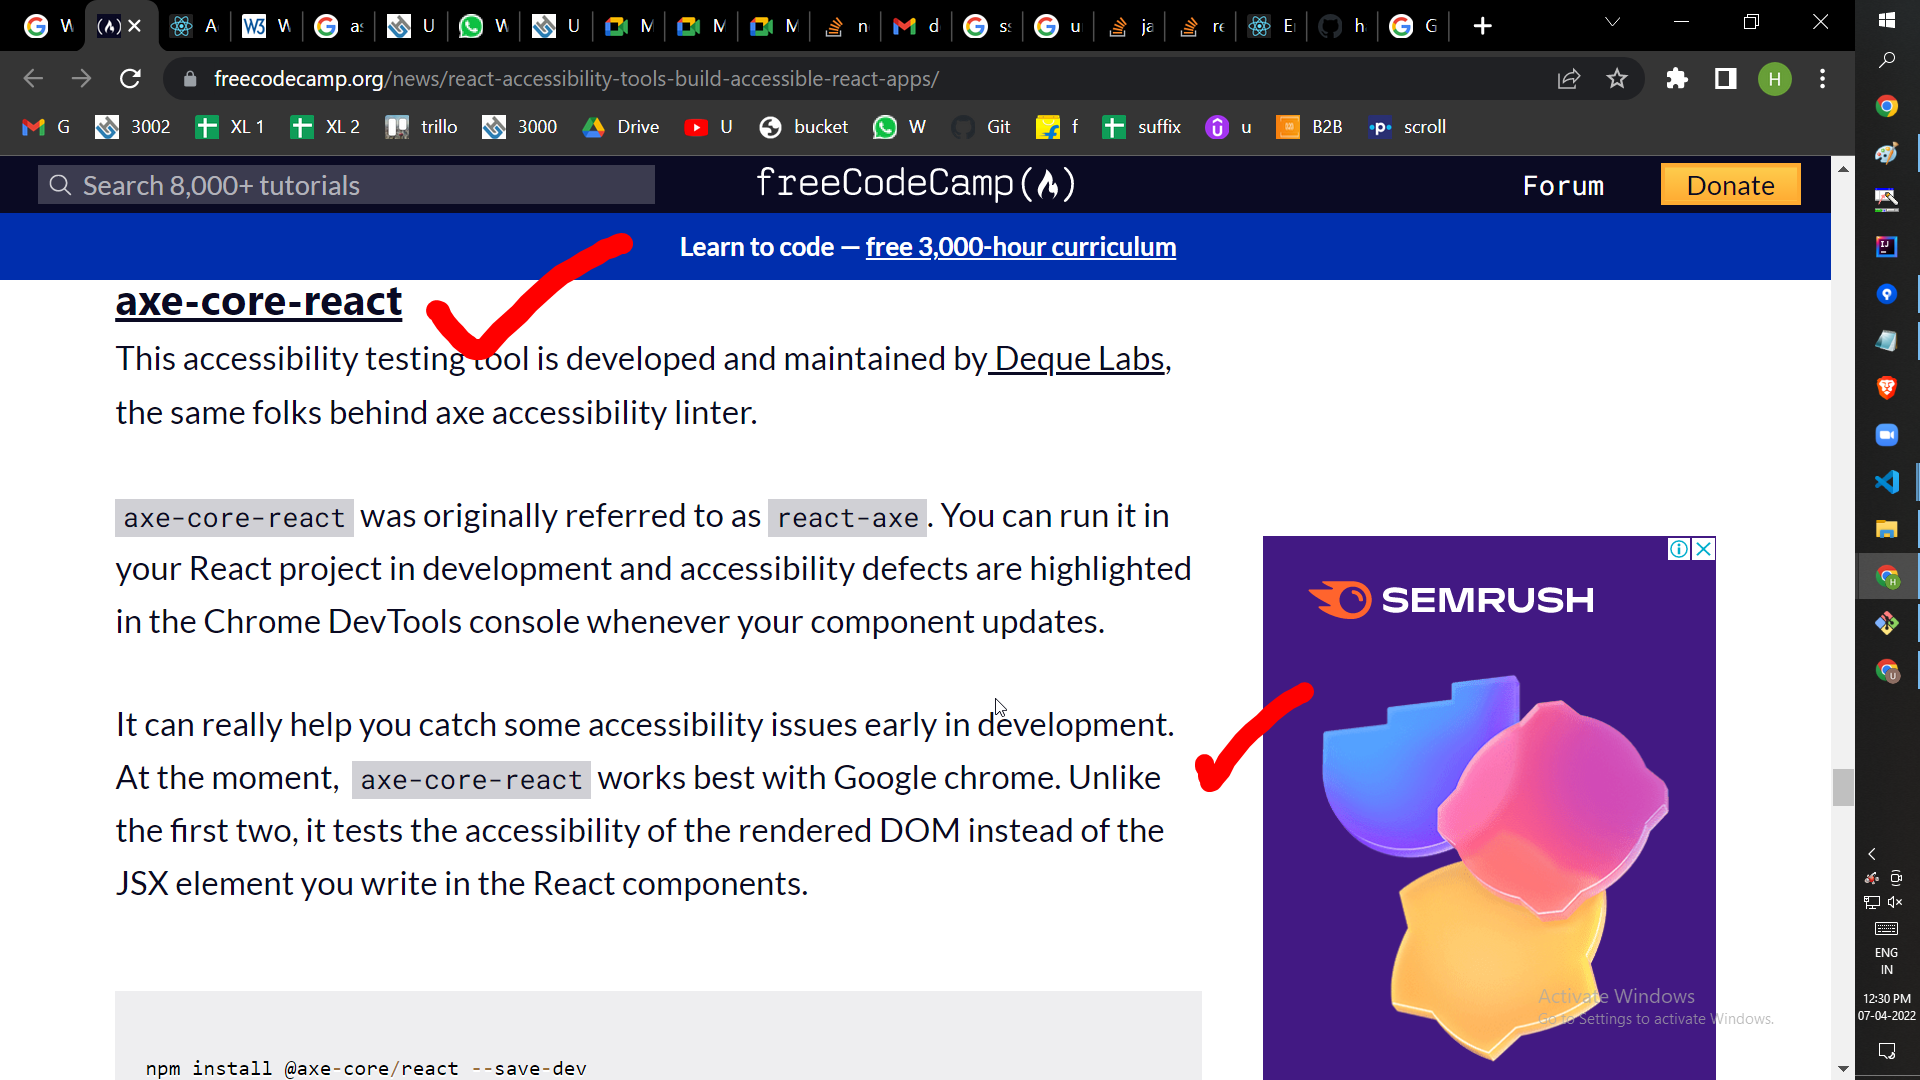 freecodecamp.org/news/react-accessibility-tools-build-accessible-react-apps/
H
G 3002 XL 1 XL 2 trillo 3000 Drive U bucket W Git f suffix u B2B scroll
Search 8,000+ tutorials
freeCodeCamp
Forum
Donate
Learn to code — free 3,000-hour curriculum
axe-core-react
This accessibility testing tool is developed and maintained by Deque Labs,
the same folks behind axe accessibility linter.
axe-core-react was originally referred to as react-axe. You can run it in
your React project in development and accessibility defects are highlighted
in the Chrome DevTools console whenever your component updates.
It can really help you catch some accessibility issues early in development.
At the moment, axe-core-react works best with Google chrome. Unlike
the first two, it tests the accessibility of the rendered DOM instead of the
JSX element you write in the React components.
npm install @axe-core/react --save-dev
SEMRUSH
Activate Windows
Go to Settings to activate Windows.
ENG
IN
12:30 PM
07-04-2022